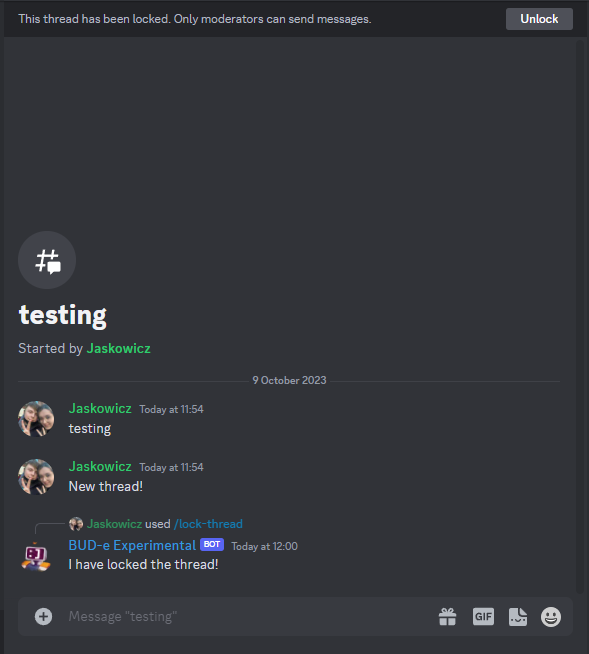 This thread has been locked. Only moderators can send messages.
Unlock
testing
Started by Jaskowicz
9 October 2023
Jaskowicz Today at 11:54
testing
Jaskowicz Today at 11:54
New thread!
Jaskowicz used /lock-thread
BUD-e Experimental BOT Today at 12:00
I have locked the thread!
Message "testing"
GIF